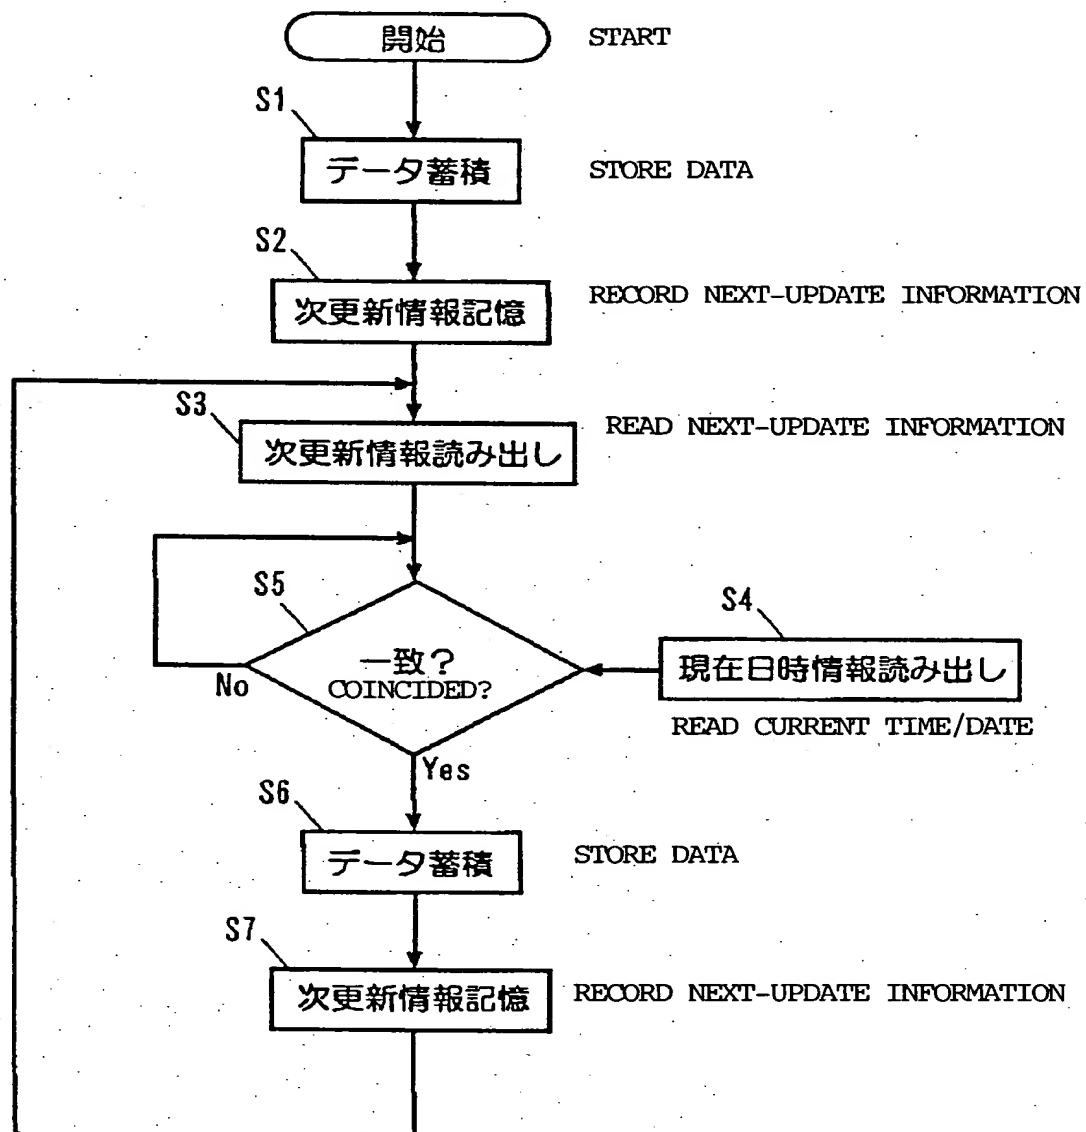 開始
START
S1
データ蓄積
STORE DATA
S2
次更新情報記憶
RECORD NEXT-UPDATE INFORMATION
S3
次更新情報読み出し
READ NEXT-UPDATE INFORMATION
S5
一致?
COINCIDED?
No
Yes
S4
現在日時情報読み出し
READ CURRENT TIME/DATE
S6
データ蓄積
STORE DATA
S7
次更新情報記憶
RECORD NEXT-UPDATE INFORMATION